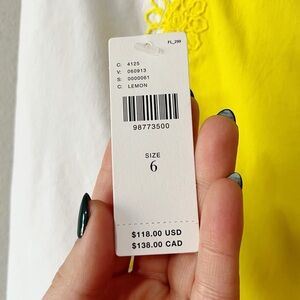 FL_299
C: 4125
V: 060913
S: 0000061
C: LEMON
98773500
SIZE
6
$118.00 USD
$138.00 CAD